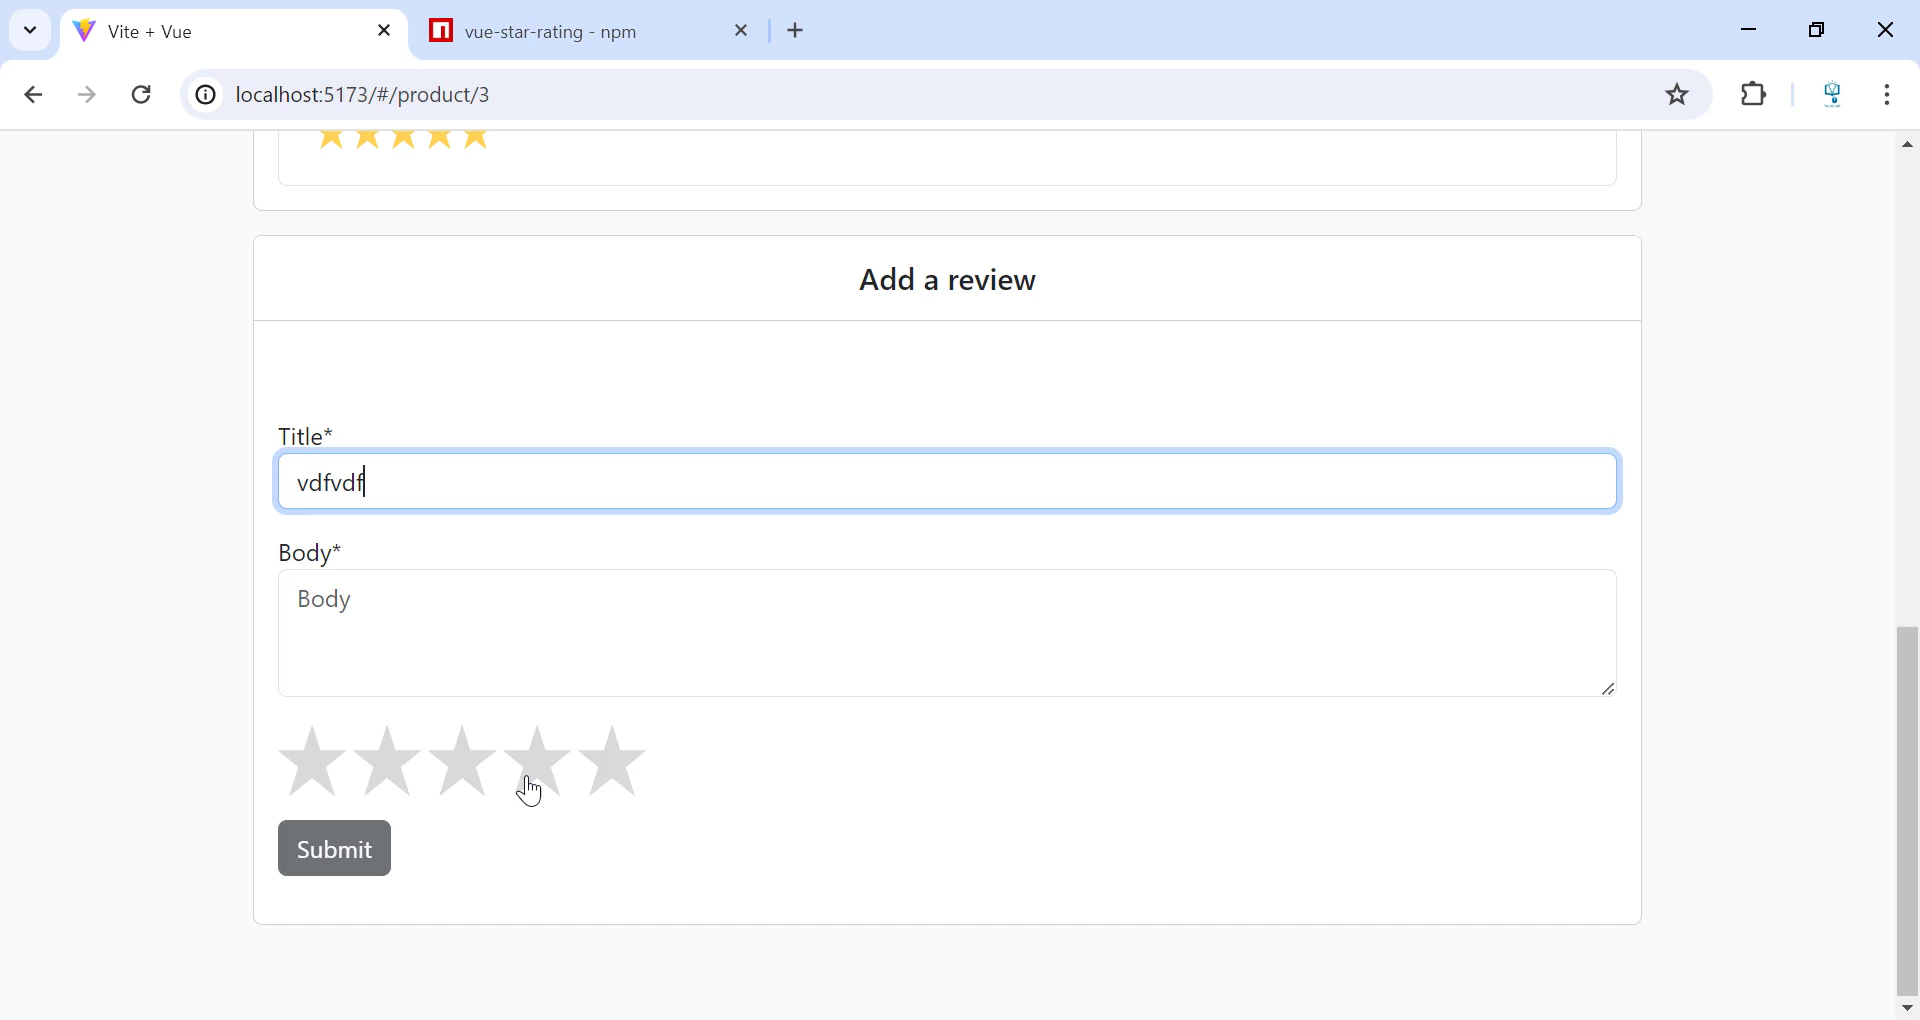 Vite + Vue
vue-star-rating - npm
localhost:5173/#/product/3
Add a review
Title*
vdfvdf
Body*
Body
Submit